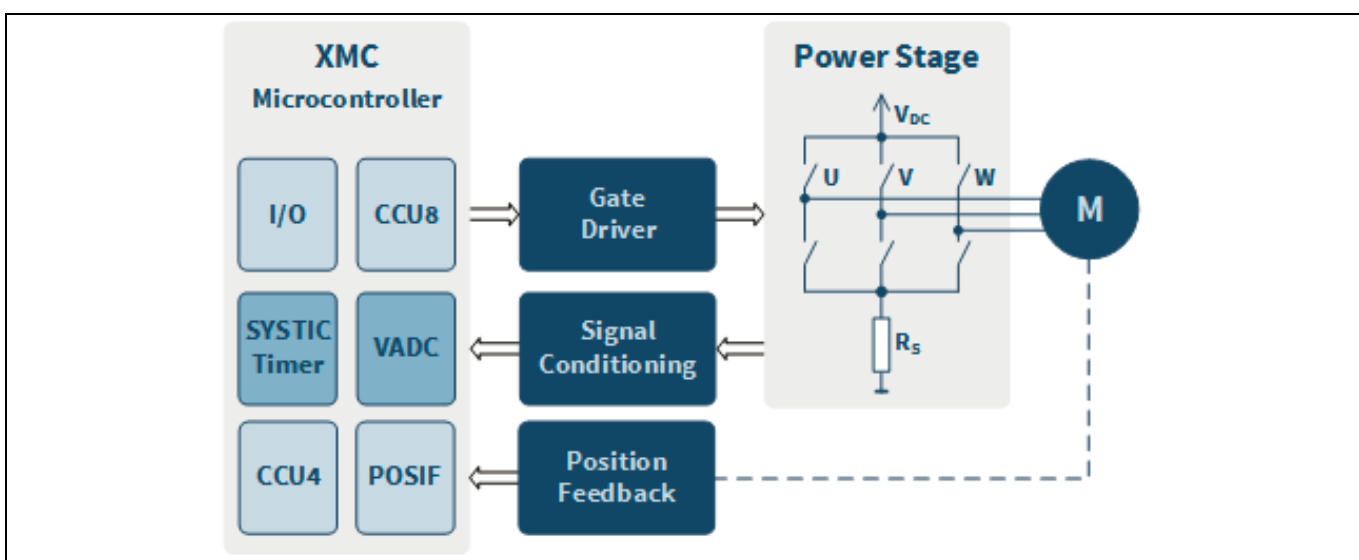 XMC
Microcontroller
I/O
CCU8
SYSTIC
Timer
VADC
CCU4
POSIF
Gate
Driver
Signal
Conditioning
Position
Feedback
Power Stage
VDC
U
V
W
RS
M